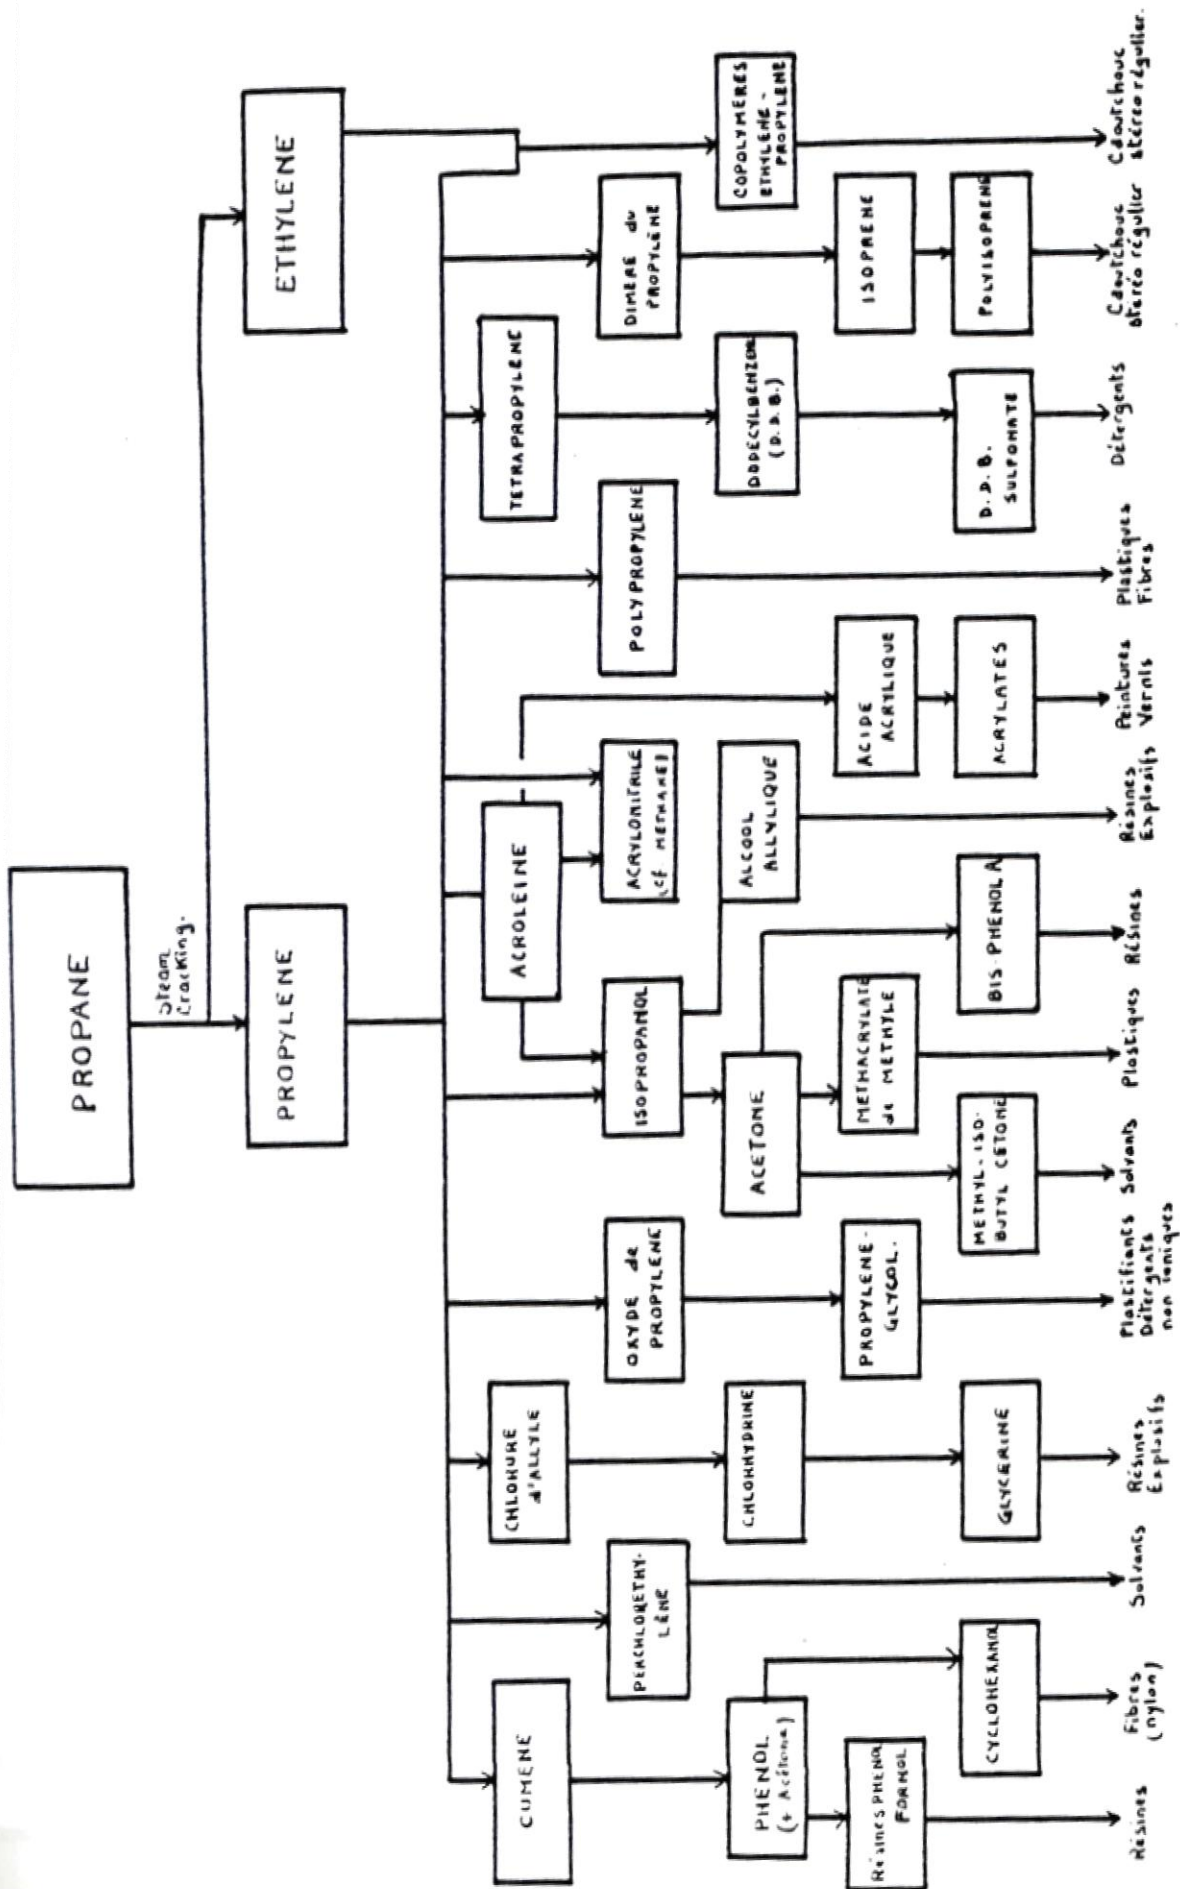 PROPANE
Steam
Cracking.
PROPYLENE
ETHYLENE
CUMENE
CHLORURE
d'ALLYLE
ACROLEINE
TETRAPROPYLENE
PERCHLORETHY-
LÈNE
OXYDE de
PROPYLENE
ISOPROPANOL
ACRYLONITRILE
(cf. METHANE)
POLYPROPYLENE
DIMERE du
PROPYLÈNE
PHENOL
(+ Acétone)
CHLORHYDRINE
ACETONE
ALCOOL
ALLYLIQUE
DODECYLBENZENE
(D.D.B.)
COPOLYMERES
ETHYLENE-
PROPYLENE
Résines PHENOL
FORMOL
PROPYLENE-
GLYCOL.
METHACRYLATE
de METHYLE
ACIDE
ACRYLIQUE
ISOPRENE
CYCLOHEXANOL
GLYCERINE
METHYL-ISO-
BUTYL CETONE
BIS-PHENOL A
ACRYLATES
D.D.B.
SULFONATE
POLYISOPRENE
Résines
Fibres
(nylon)
Solvants
Résines
Explosifs
Plastifiants
Détergents
non ioniques
Solvants
Plastiques
Résines
Résines
Explosifs
Peintures
Vernis
Plastiques
Fibres
Détergents
Caoutchouc
stéréo régulier
Caoutchouc
stéréo régulier.